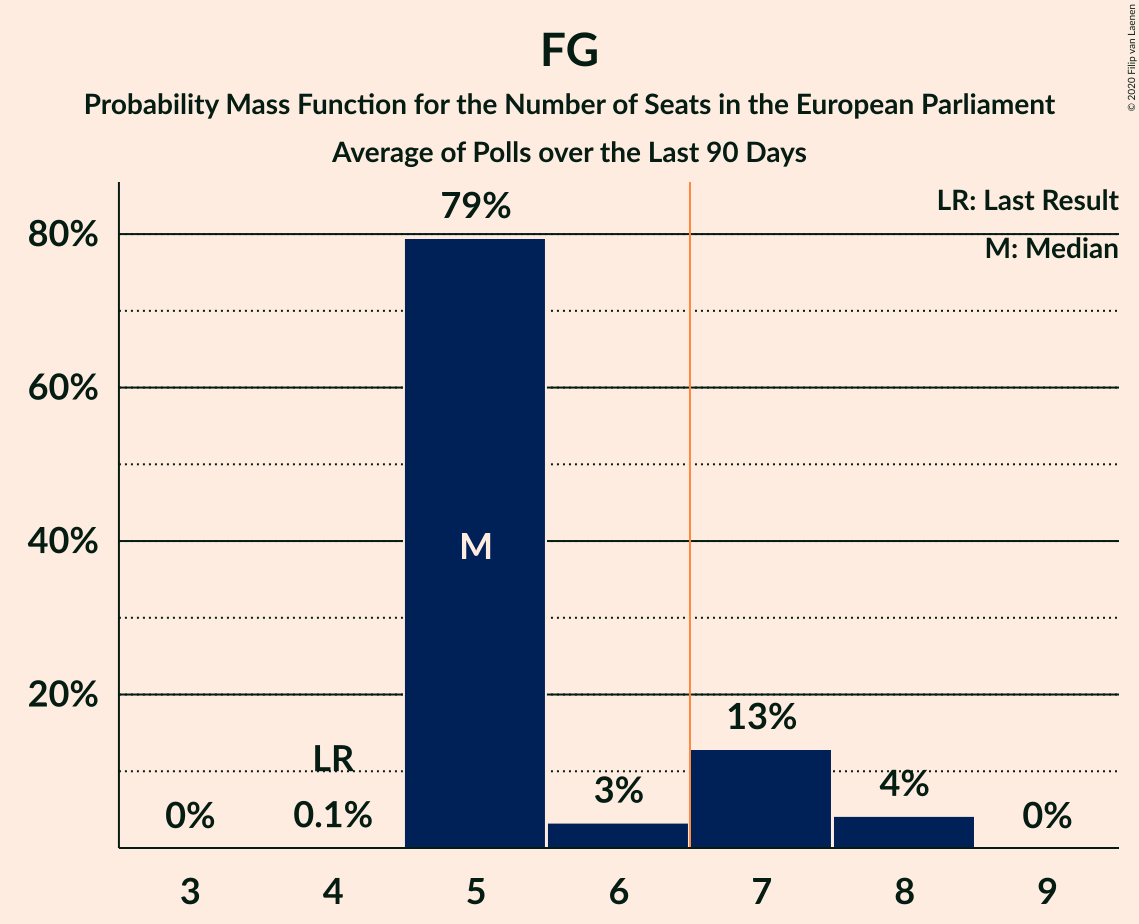 FG
Probability Mass Function for the Number of Seats in the European Parliament
Average of Polls over the Last 90 Days
© 2020 Filip van Laenen
LR: Last Result
M: Median
80%
60%
40%
20%
79%
M
LR
0%
0.1%
3%
13%
4%
0%
3 4 5 6 7 8 9